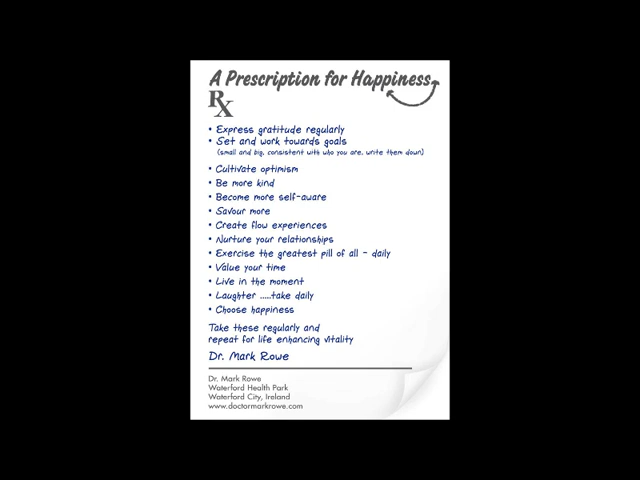 A Prescription for Happiness
Rx
• Express gratitude regularly
• Set and work towards goals
(small and big, consistent with who you are, write them down)
• Cultivate optimism
• Be more kind
• Become more self-aware
• Savour more
• Create flow experiences
• Nurture your relationships
• Exercise the greatest pill of all - daily
• Value your time
• Live in the moment
• Laughter .....take daily
• Choose happiness
Take these regularly and
repeat for life enhancing vitality
Dr. Mark Rowe
Dr. Mark Rowe
Waterford Health Park
Waterford City, Ireland
www.doctormarkrowe.com